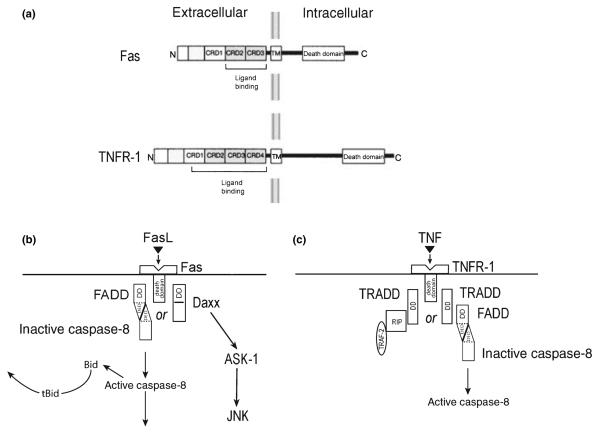 (a)
Extracellular Intracellular
Fas N CRD1 CRD2 CRD3 TM Death domain C
Ligand
binding
TNFR-1 N CRD1 CRD2 CRD3 CRD4 TM Death domain C
Ligand
binding
(b)
FasL
Fas
death
domain
FADD
DD
or
DD
Daxx
Inactive caspase-8
ASK-1
Bid
tBid
Active caspase-8
JNK
(c)
TNF
TNFR-1
death
domain
TRADD
DD
or
DD
TRADD
RIP
TRAF-2
DD
FADD
Inactive caspase-8
Active caspase-8